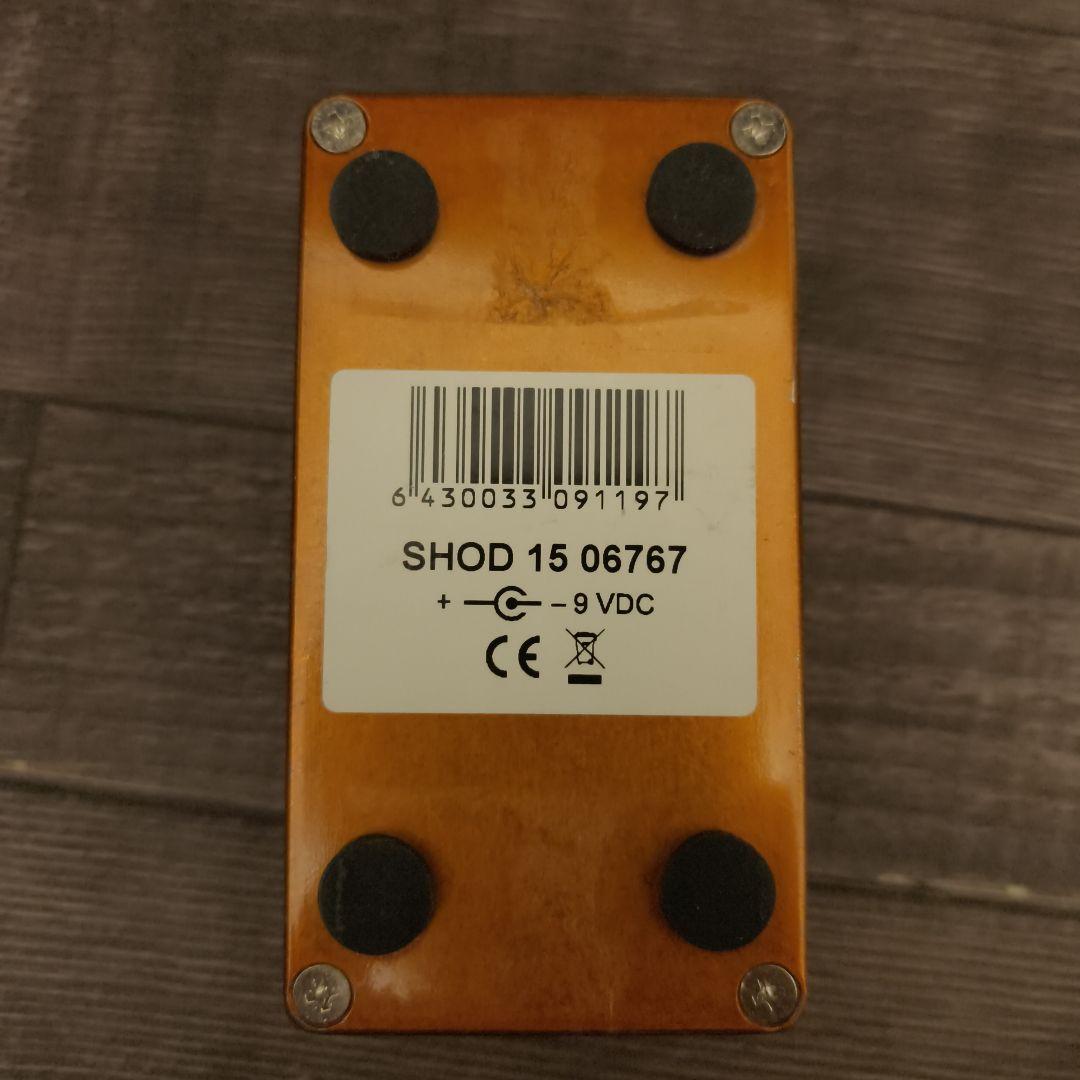 6 430033 091197
SHOD 15 06767
+ – 9 VDC
CE